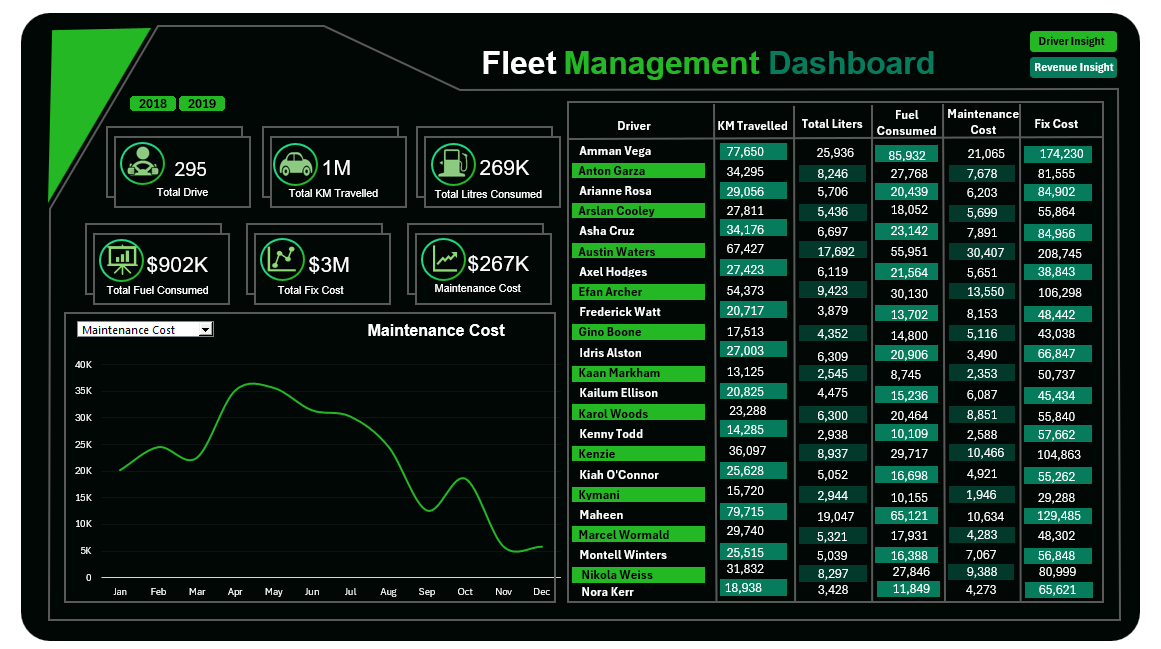 Fleet Management Dashboard
Driver Insight
Revenue Insight
2018 2019
295
Total Drive
1M
Total KM Travelled
269K
Total Litres Consumed
$902K
Total Fuel Consumed
$3M
Total Fix Cost
$267K
Maintenance Cost
Maintenance Cost
Maintenance Cost
40K
35K
30K
25K
20K
15K
10K
5K
0
Jan Feb Mar Apr May Jun Jul Aug Sep Oct Nov Dec
Driver KM Travelled Total Liters Fuel Consumed Maintenance Cost Fix Cost
Amman Vega 77,650 25,936 85,932 21,065 174,230
Anton Garza 34,295 8,246 27,768 7,678 81,555
Arianne Rosa 29,056 5,706 20,439 6,203 84,902
Arslan Cooley 27,811 5,436 18,052 5,699 55,864
Asha Cruz 34,176 6,697 23,142 7,891 84,956
Austin Waters 67,427 17,692 55,951 30,407 208,745
Axel Hodges 27,423 6,119 21,564 5,651 38,843
Efan Archer 54,373 9,423 30,130 13,550 106,298
Frederick Watt 20,717 3,879 13,702 8,153 48,442
Gino Boone 17,513 4,352 14,800 5,116 43,038
Idris Alston 27,003 6,309 20,906 3,490 66,847
Kaan Markham 13,125 2,545 8,745 2,353 50,737
Kailum Ellison 20,825 4,475 15,236 6,087 45,434
Karol Woods 23,288 6,300 20,464 8,851 55,840
Kenny Todd 14,285 2,938 10,109 2,588 57,662
Kenzie 36,097 8,937 29,717 10,466 104,863
Kiah O'Connor 25,628 5,052 16,698 4,921 55,262
Kymani 15,720 2,944 10,155 1,946 29,288
Maheen 79,715 19,047 65,121 10,634 129,485
Marcel Wormald 29,740 5,321 17,931 4,283 48,302
Montell Winters 25,515 5,039 16,388 7,067 56,848
Nikola Weiss 31,832 8,297 27,846 9,388 80,999
Nora Kerr 18,938 3,428 11,849 4,273 65,621